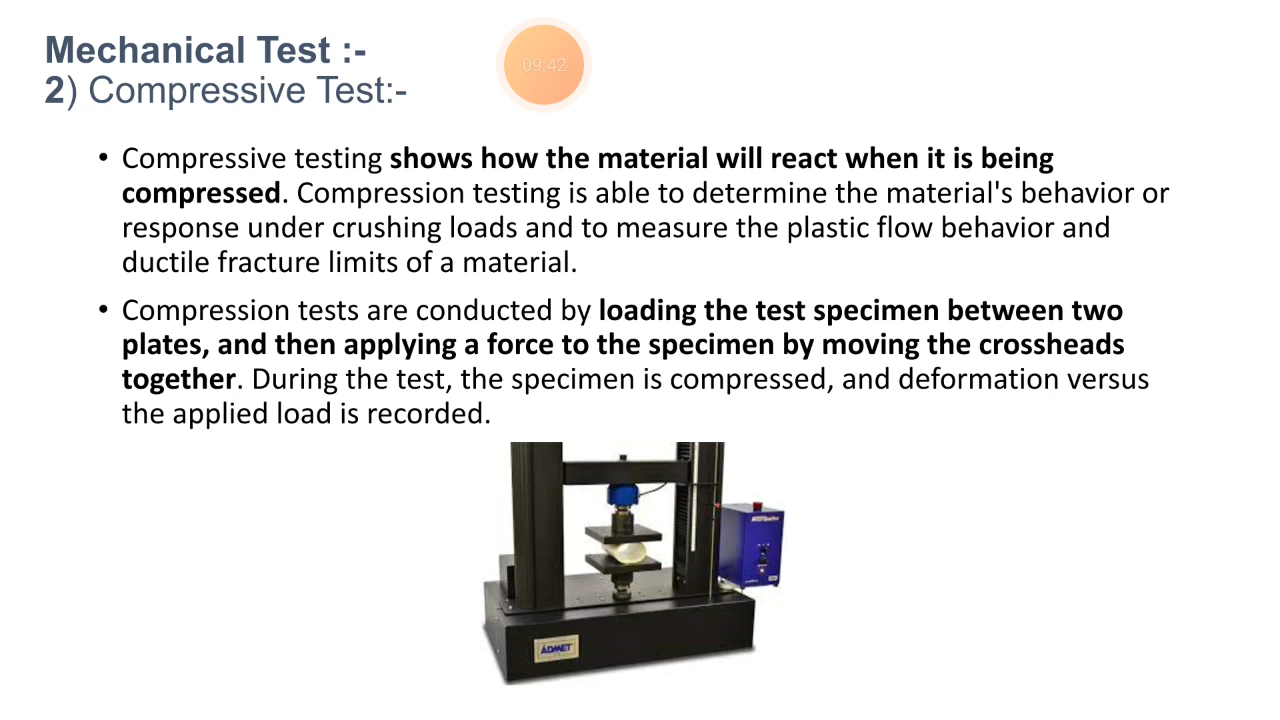 Mechanical Test :-
09:42
2) Compressive Test:-
• Compressive testing shows how the material will react when it is being
compressed. Compression testing is able to determine the material's behavior or
response under crushing loads and to measure the plastic flow behavior and
ductile fracture limits of a material.
• Compression tests are conducted by loading the test specimen between two
plates, and then applying a force to the specimen by moving the crossheads
together. During the test, the specimen is compressed, and deformation versus
the applied load is recorded.
ADMET